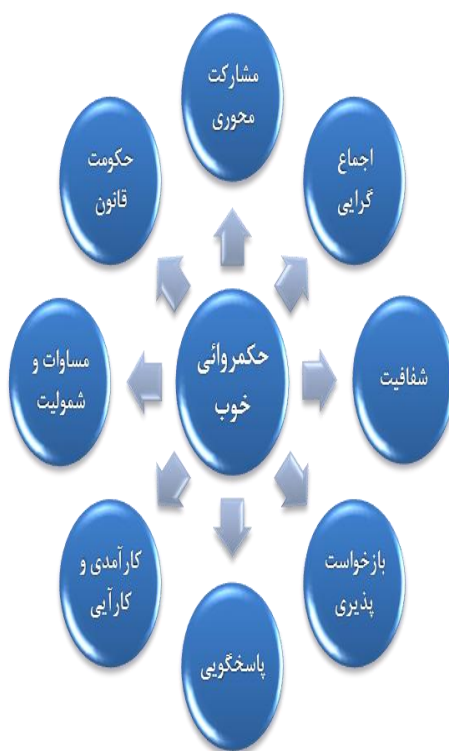 مشارکت
محوری
اجماع
گرایی
شفافیت
بازخواست
پذیری
پاسخگویی
کارآمدی و
کارآیی
مساوات و
شمولیت
حکومت
قانون
حکمروائی
خوب